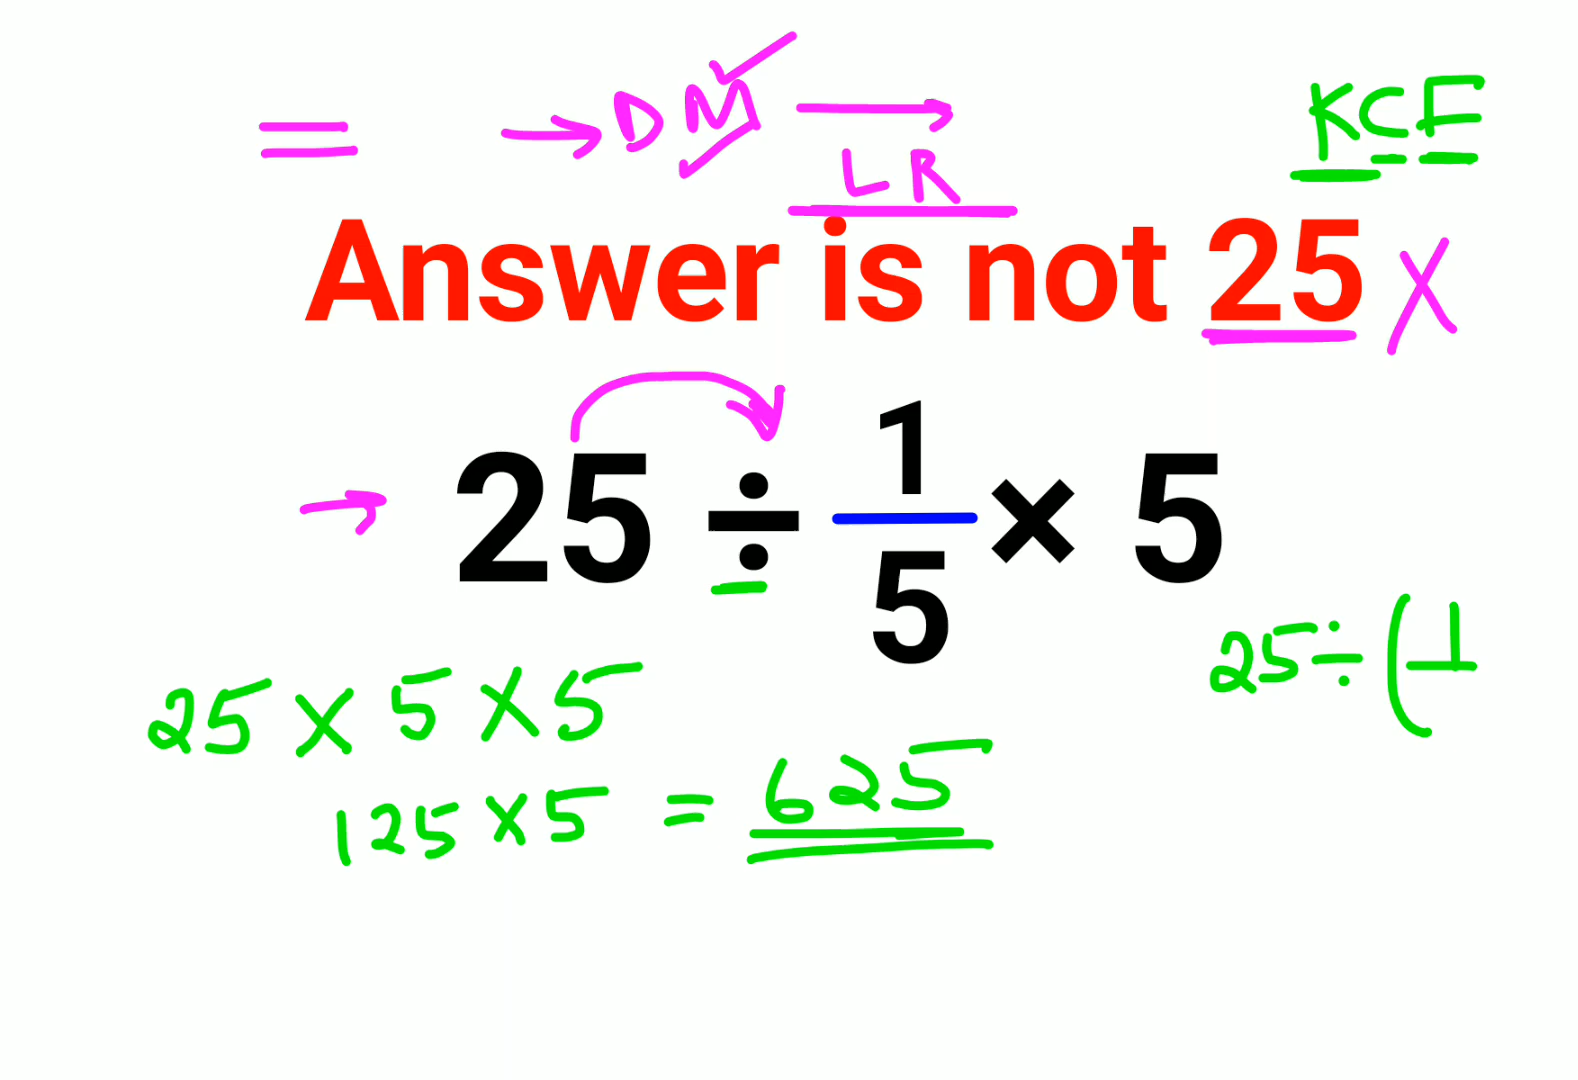 = → DM → KCF
LR
Answer is not 25 X
→ 25 ÷ 1/5 × 5
25 ÷ (1
25 × 5 × 5
125 × 5 = 625